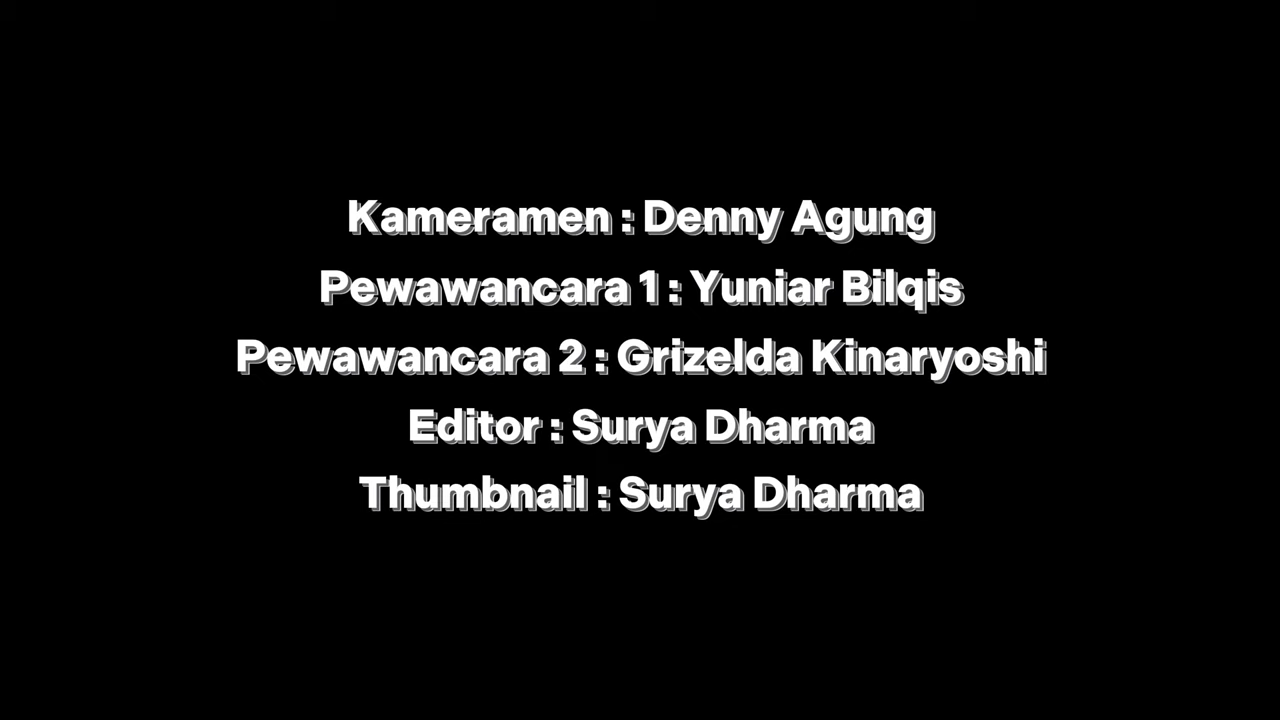 Kameramen : Denny Agung
Pewawancara 1 : Yuniar Bilqis
Pewawancara 2 : Grizelda Kinaryoshi
Editor : Surya Dharma
Thumbnail : Surya Dharma